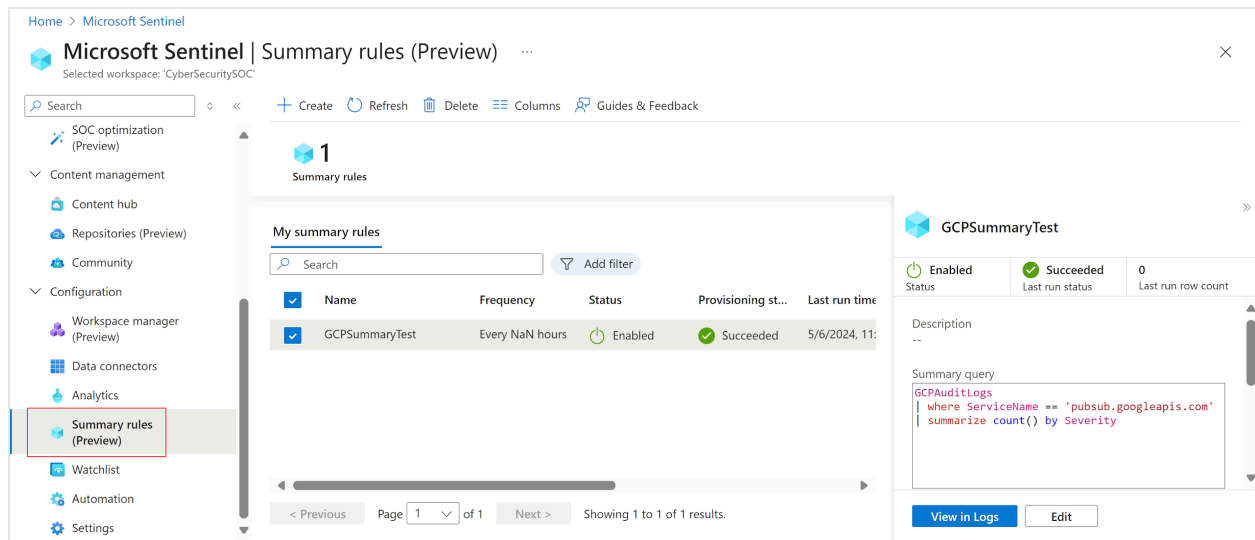 Home > Microsoft Sentinel
Microsoft Sentinel | Summary rules (Preview) ...
Selected workspace: 'CyberSecuritySOC'
Search
SOC optimization
(Preview)
Content management
Content hub
Repositories (Preview)
Community
Configuration
Workspace manager
(Preview)
Data connectors
Analytics
Summary rules
(Preview)
Watchlist
Automation
Settings
Create Refresh Delete Columns Guides & Feedback
1
Summary rules
My summary rules
Search Add filter
Name Frequency Status Provisioning st... Last run time
GCPSummaryTest Every NaN hours Enabled Succeeded 5/6/2024, 11:
< Previous Page 1 of 1 Next > Showing 1 to 1 of 1 results.
GCPSummaryTest
Enabled Succeeded 0
Status Last run status Last run row count
Description
--
Summary query
GCPAuditLogs
| where ServiceName == 'pubsub.googleapis.com'
| summarize count() by Severity
View in Logs Edit